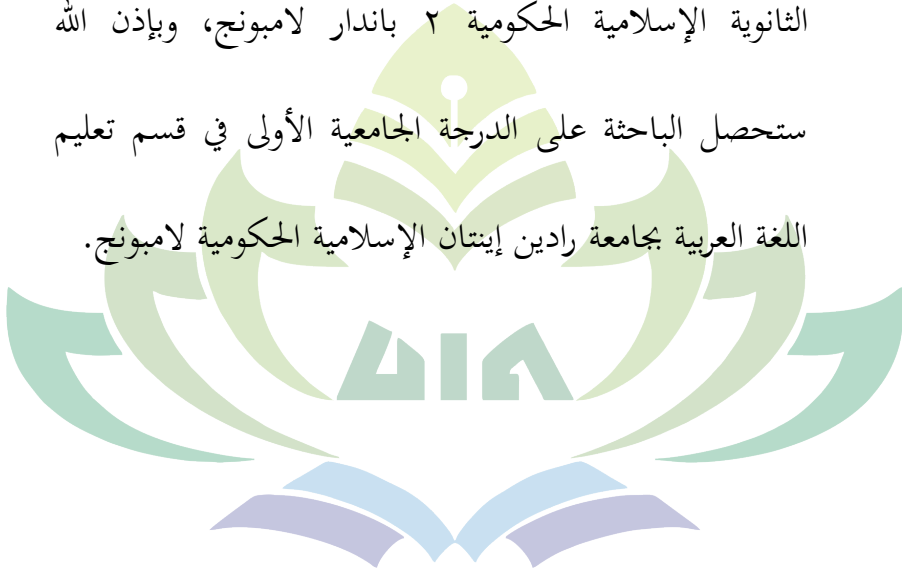 الثانوية الإسلامية الحكومية ٢ باندار لامبونج، وبإذن الله
ستحصل الباحثة على الدرجة الجامعية الأولى في قسم تعليم
اللغة العربية بجامعة رادين إينتان الإسلامية الحكومية لامبونج.
UIN